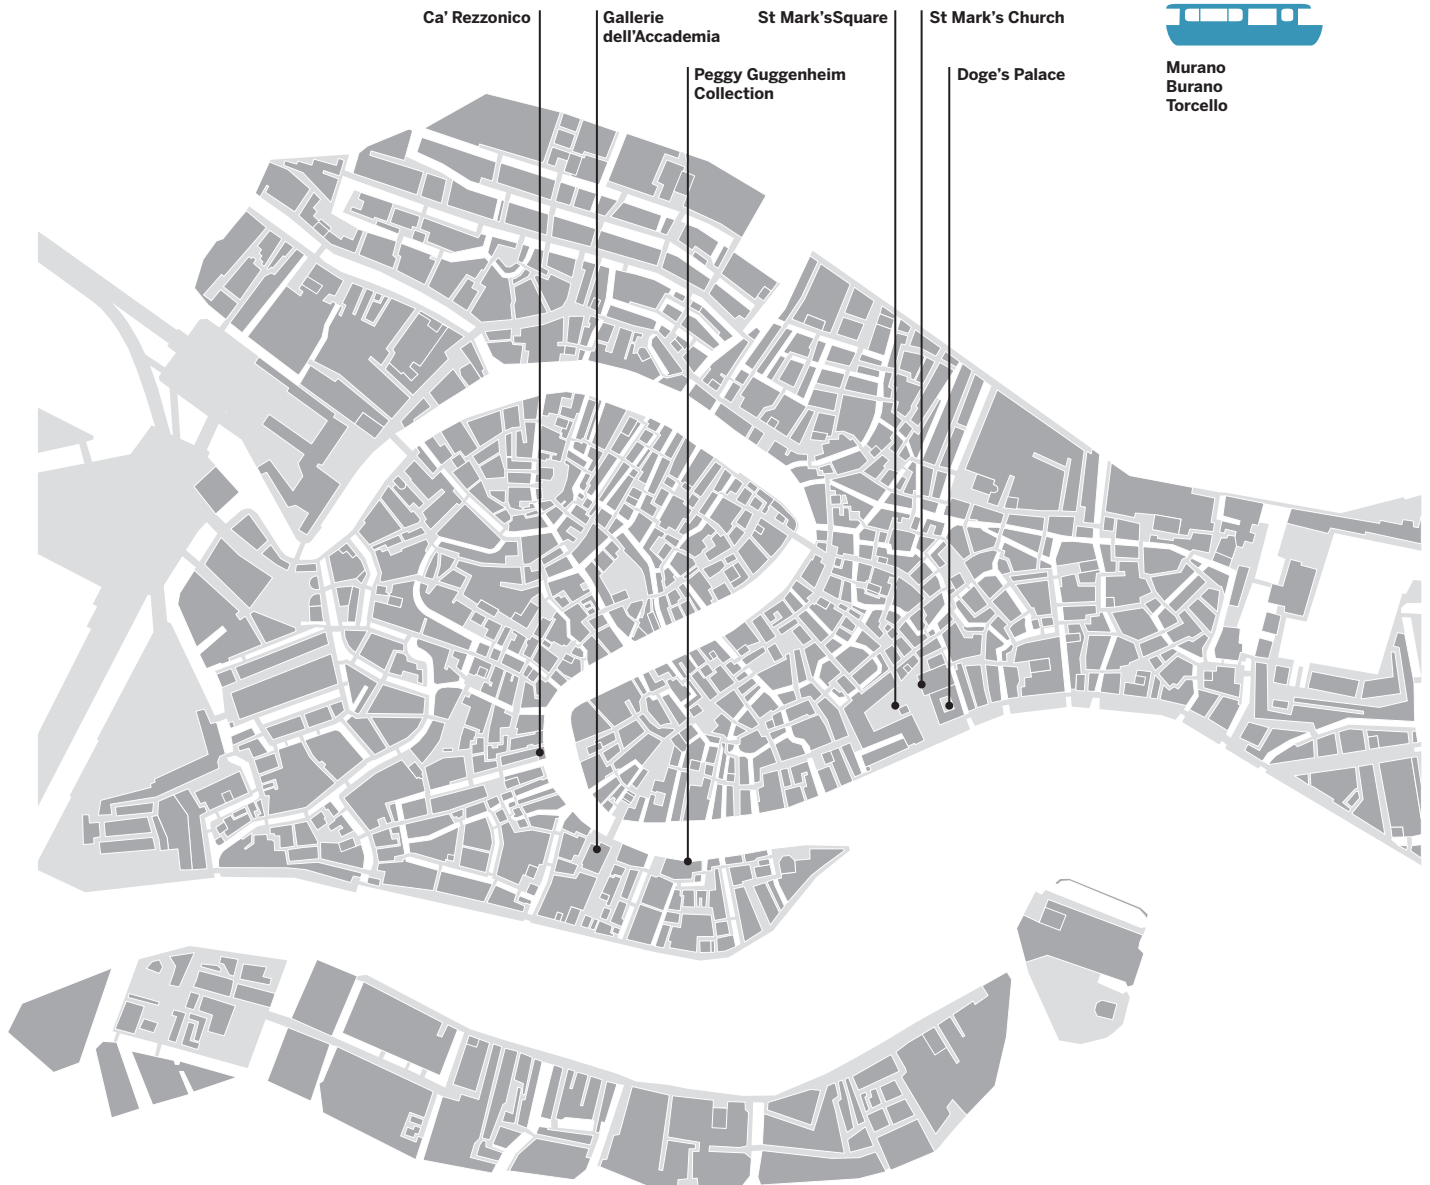 Ca’ Rezzonico
Gallerie
dell’Accademia
Peggy Guggenheim
Collection
St Mark’sSquare
St Mark’s Church
Doge’s Palace
Murano
Burano
Torcello